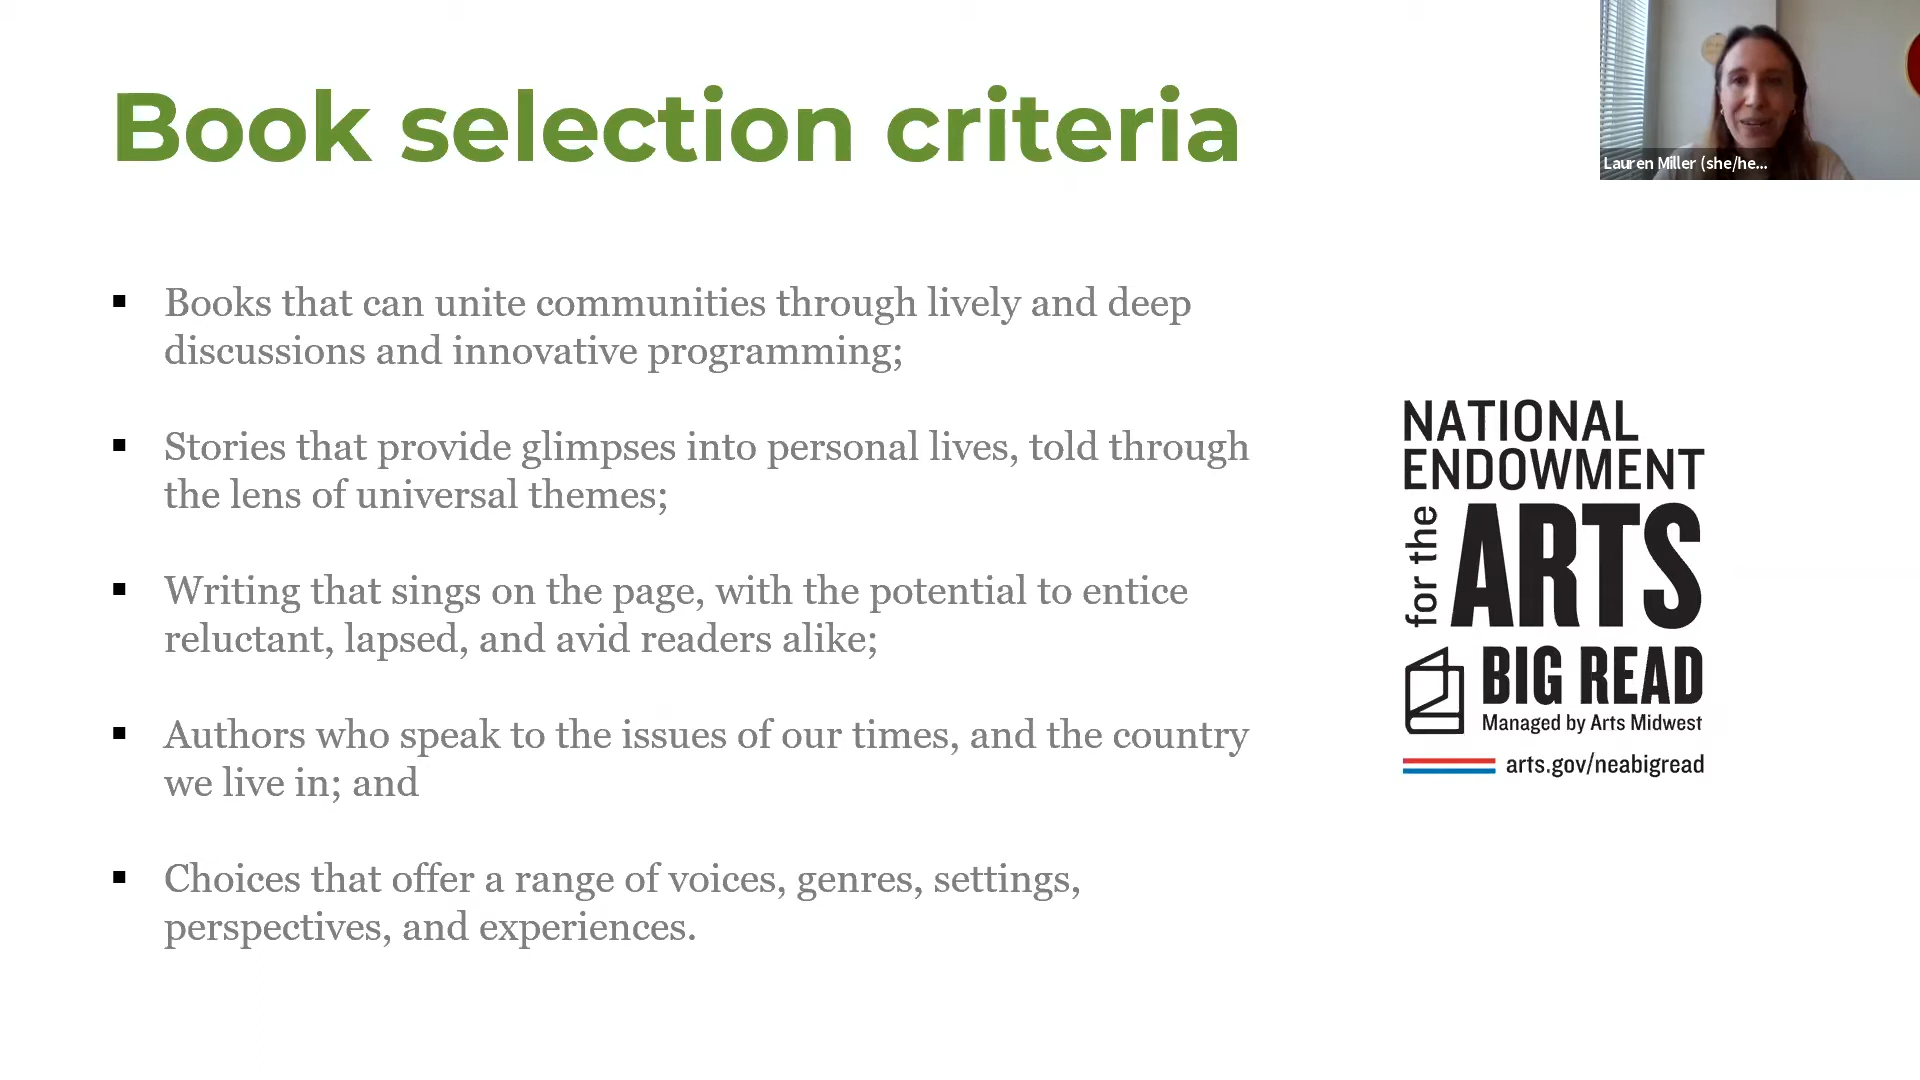 Book selection criteria
Lauren Miller (she/he...
Books that can unite communities through lively and deep
discussions and innovative programming;
Stories that provide glimpses into personal lives, told through
the lens of universal themes;
Writing that sings on the page, with the potential to entice
reluctant, lapsed, and avid readers alike;
Authors who speak to the issues of our times, and the country
we live in; and
Choices that offer a range of voices, genres, settings,
perspectives, and experiences.
NATIONAL
ENDOWMENT
for the
ARTS
BIG READ
Managed by Arts Midwest
arts.gov/neabigread